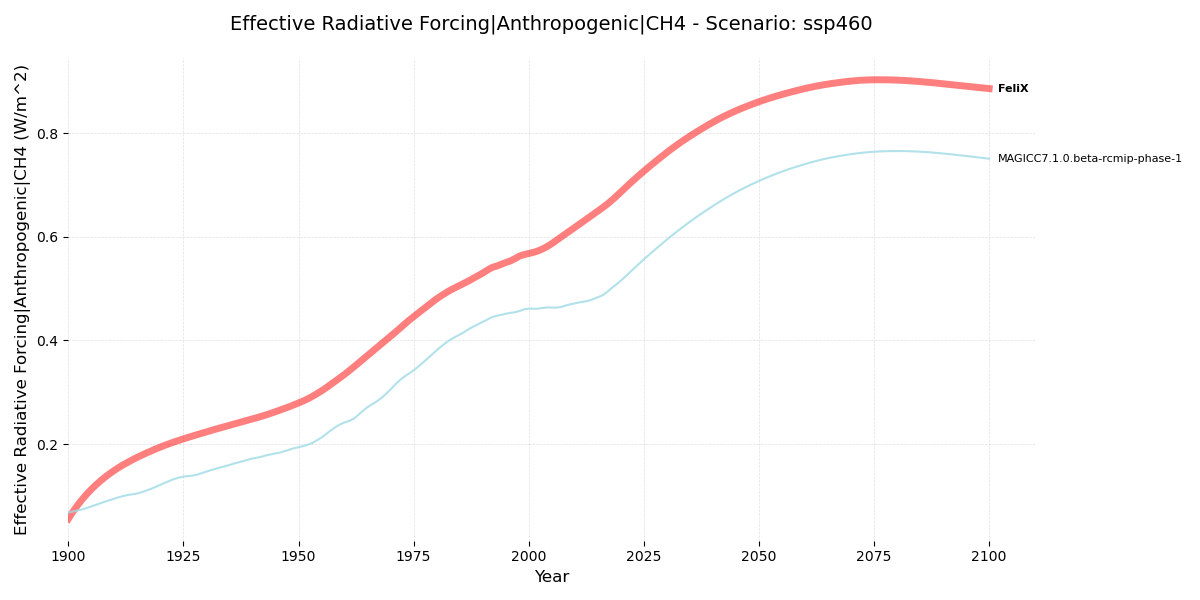 Effective Radiative Forcing|Anthropogenic|CH4 - Scenario: ssp460
Effective Radiative Forcing|Anthropogenic|CH4 (W/m^2)
0.8
0.6
0.4
0.2
FeliX
MAGICC7.1.0.beta-rcmip-phase-1
1900 1925 1950 1975 2000 2025 2050 2075 2100
Year